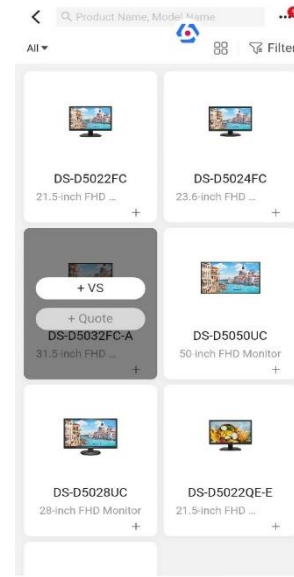 Product Name, Model Name
All
Filter
DS-D5022FC
21.5-inch FHD ...
+
DS-D5024FC
23.6-inch FHD ...
+
+ VS
+ Quote
DS-D5032FC-A
31.5-inch FHD ...
+
DS-D5050UC
50-inch FHD Monitor
+
DS-D5028UC
28-inch FHD Monitor
+
DS-D5022QE-E
21.5-inch FHD ...
+